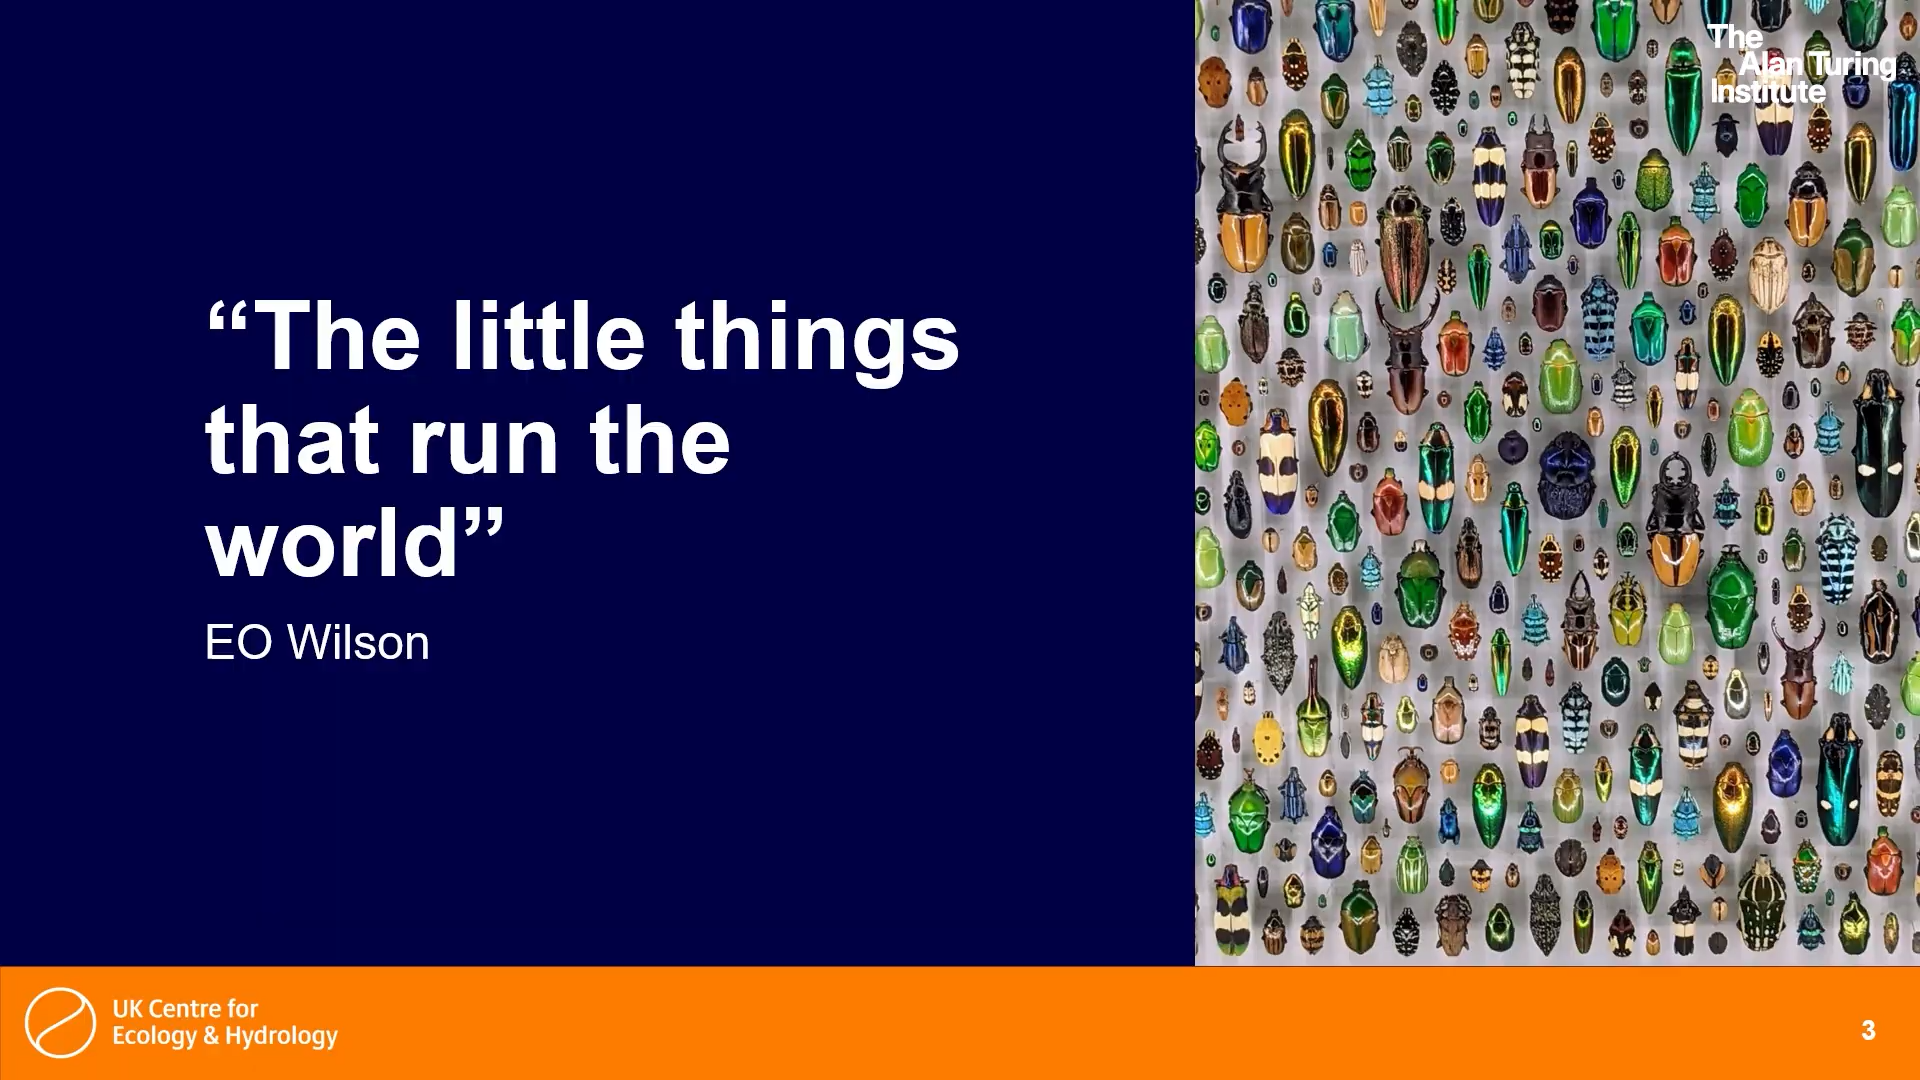 The
Alan Turing
Institute
“The little things
that run the
world”
EO Wilson
UK Centre for
Ecology & Hydrology
3